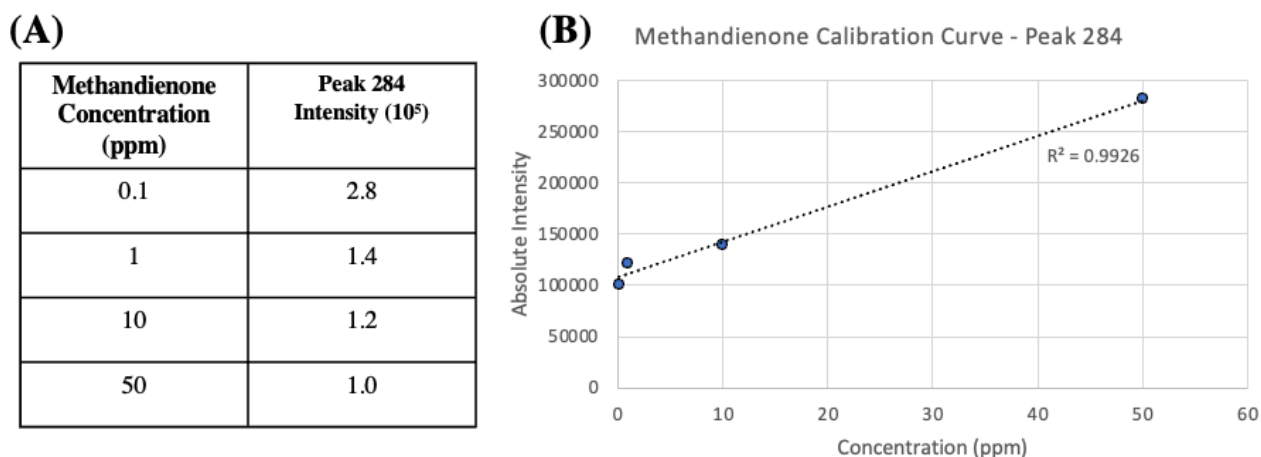 (A)
Methandienone
Concentration
(ppm)
Peak 284
Intensity (10⁵)
0.1 2.8
1 1.4
10 1.2
50 1.0
(B)
Methandienone Calibration Curve - Peak 284
300000
250000
200000
150000
100000
50000
0
Absolute Intensity
R² = 0.9926
0 10 20 30 40 50 60
Concentration (ppm)